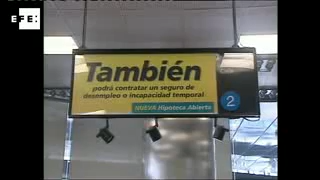 EFE:
También
podrá contratar un seguro de
desempleo o incapacidad temporal
NUEVA Hipoteca Abierta
2